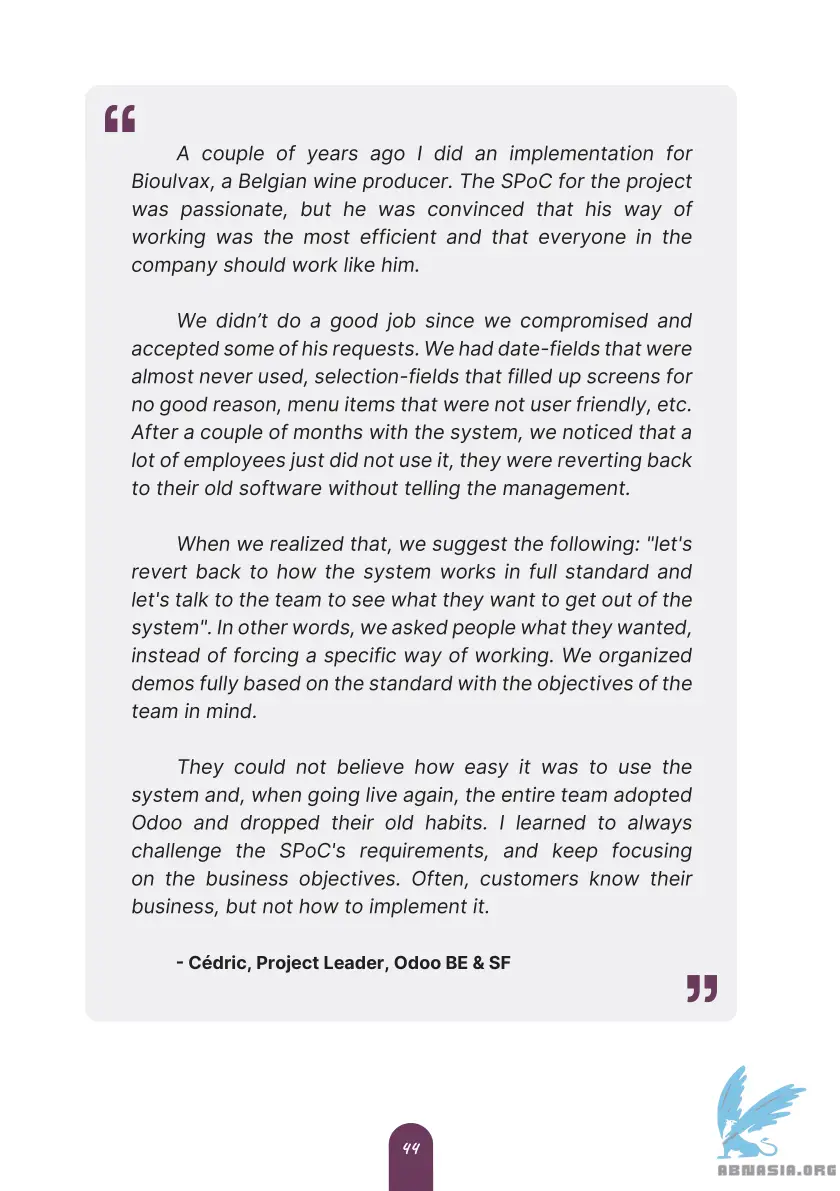 “
A couple of years ago I did an implementation for
Bioulvax, a Belgian wine producer. The SPoC for the project
was passionate, but he was convinced that his way of
working was the most efficient and that everyone in the
company should work like him.
We didn’t do a good job since we compromised and
accepted some of his requests. We had date-fields that were
almost never used, selection-fields that filled up screens for
no good reason, menu items that were not user friendly, etc.
After a couple of months with the system, we noticed that a
lot of employees just did not use it, they were reverting back
to their old software without telling the management.
When we realized that, we suggest the following: "let's
revert back to how the system works in full standard and
let's talk to the team to see what they want to get out of the
system". In other words, we asked people what they wanted,
instead of forcing a specific way of working. We organized
demos fully based on the standard with the objectives of the
team in mind.
They could not believe how easy it was to use the
system and, when going live again, the entire team adopted
Odoo and dropped their old habits. I learned to always
challenge the SPoC's requirements, and keep focusing
on the business objectives. Often, customers know their
business, but not how to implement it.
- Cédric, Project Leader, Odoo BE & SF
”
44
ABNASIA.ORG